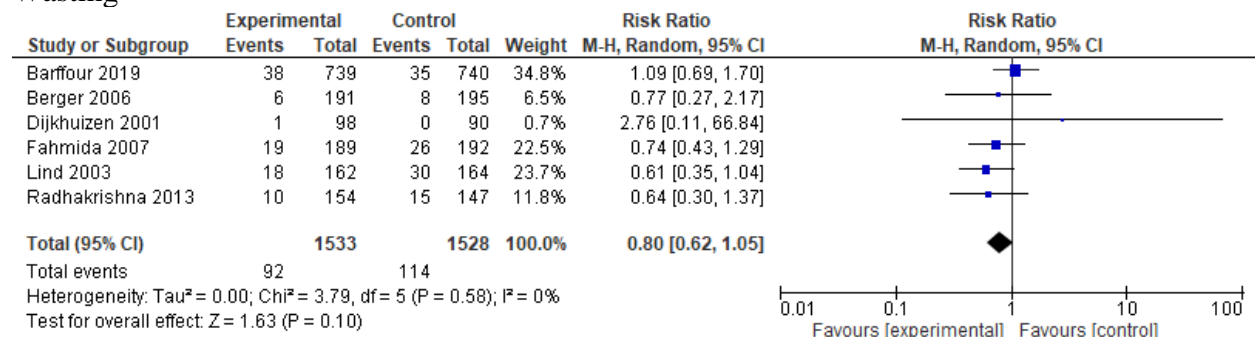 Wasting
Experimental Control Risk Ratio Risk Ratio
Study or Subgroup Events Total Events Total Weight M-H, Random, 95% CI M-H, Random, 95% CI
Barffour 2019 38 739 35 740 34.8% 1.09 [0.69, 1.70]
Berger 2006 6 191 8 195 6.5% 0.77 [0.27, 2.17]
Dijkhuizen 2001 1 98 0 90 0.7% 2.76 [0.11, 66.84]
Fahmida 2007 19 189 26 192 22.5% 0.74 [0.43, 1.29]
Lind 2003 18 162 30 164 23.7% 0.61 [0.35, 1.04]
Radhakrishna 2013 10 154 15 147 11.8% 0.64 [0.30, 1.37]
Total (95% CI) 1533 1528 100.0% 0.80 [0.62, 1.05]
Total events 92 114
Heterogeneity: Tau² = 0.00; Chi² = 3.79, df = 5 (P = 0.58); I² = 0%
Test for overall effect: Z = 1.63 (P = 0.10)
0.01 0.1 1 10 100
Favours [experimental] Favours [control]